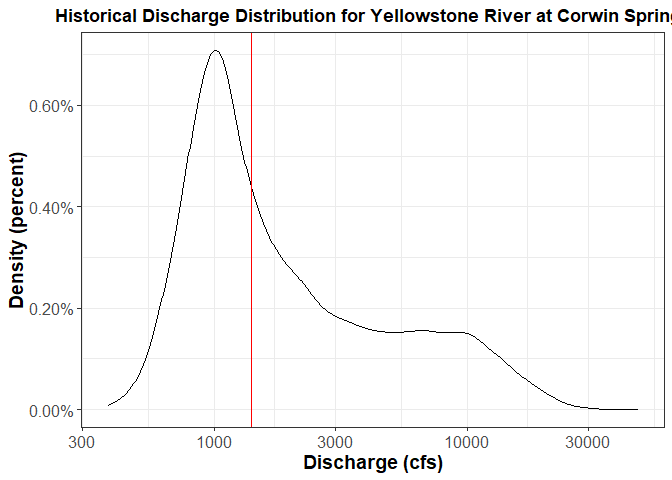 Historical Discharge Distribution for Yellowstone River at Corwin Spring
0.60%
0.40%
0.20%
0.00%
Density (percent)
300 1000 3000 10000 30000
Discharge (cfs)